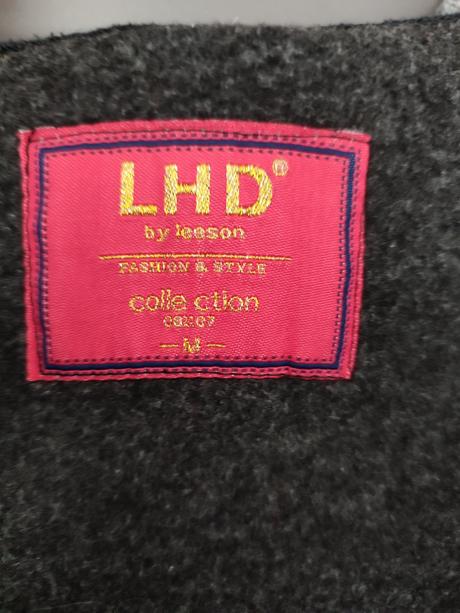 LHD®
by leeson
FASHION & STYLE
colle ction
M